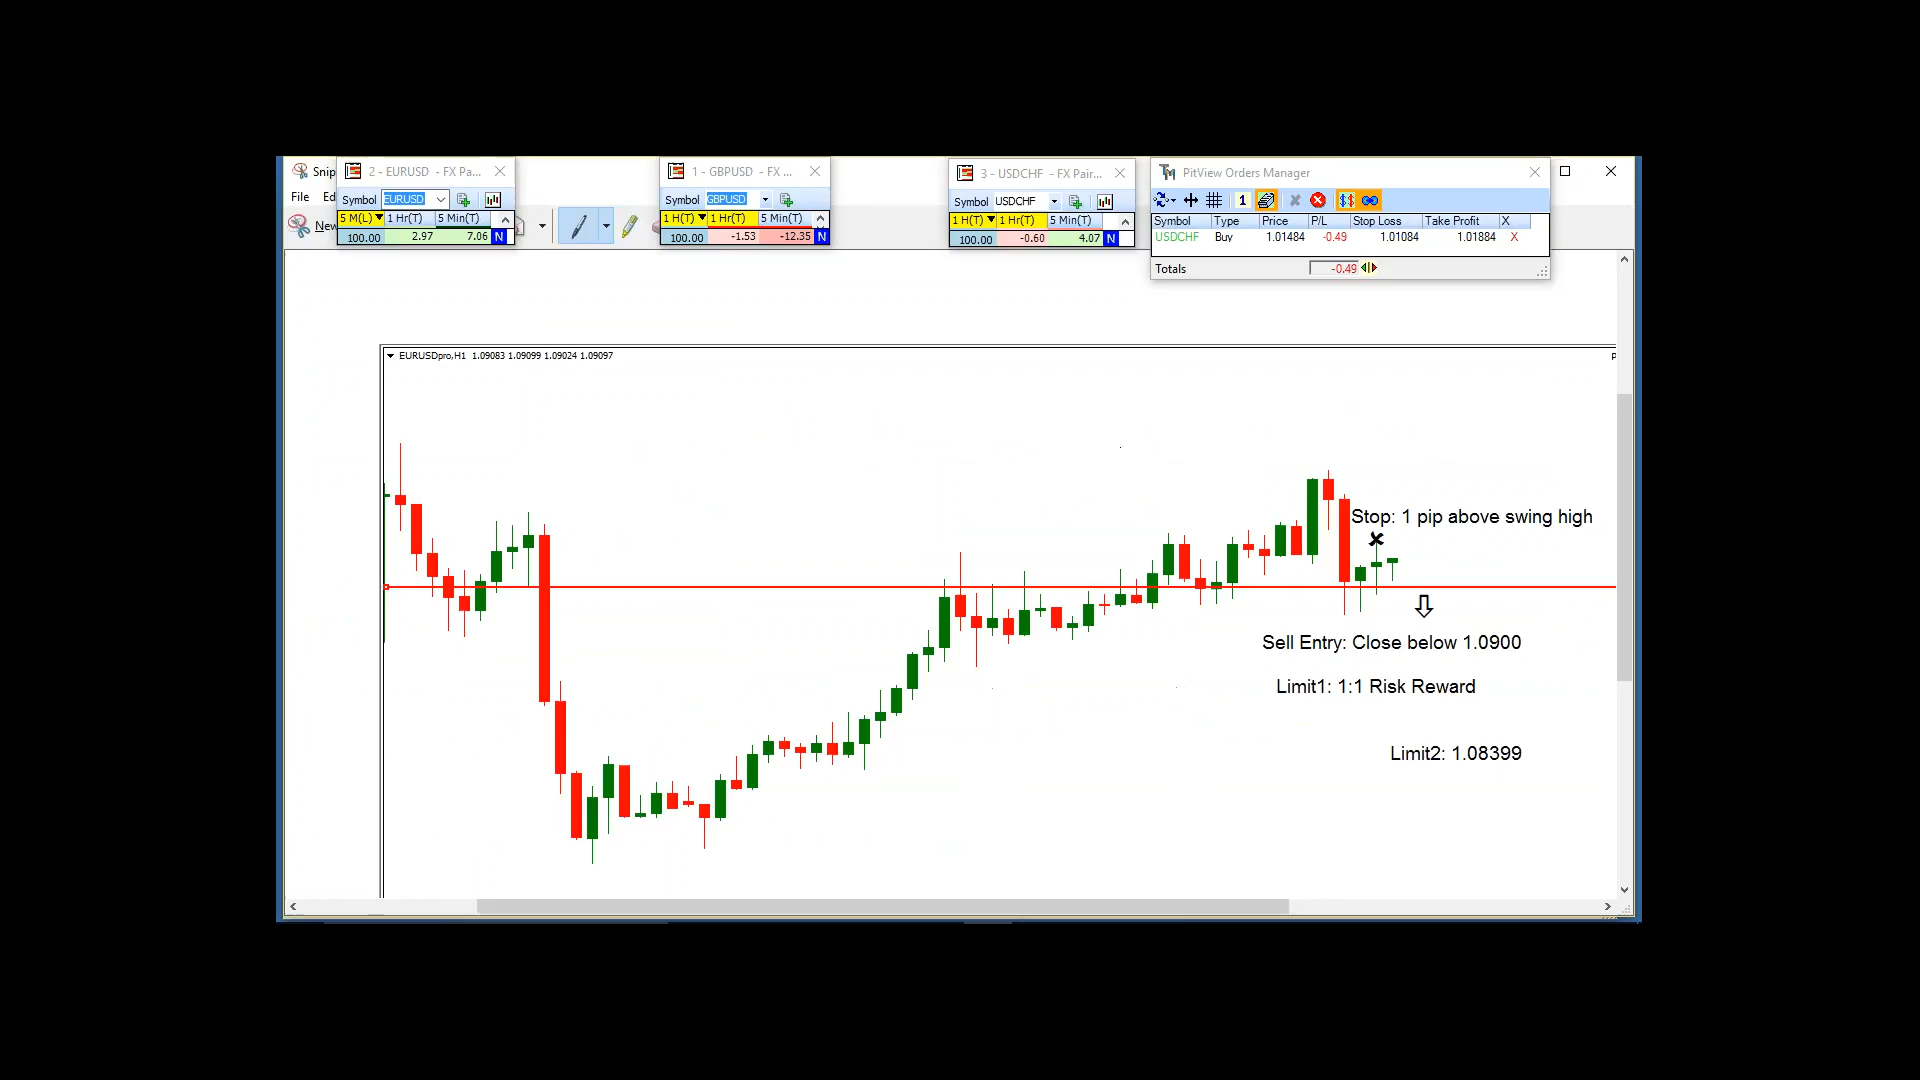 Snip
2 - EURUSD - FX Pa...
1 - GBPUSD - FX ...
3 - USDCHF - FX Pair...
PitView Orders Manager
File Ed
New
Symbol EURUSD
5 M(L) 1 Hr(T) 5 Min(T)
100.00 2.97 7.06 N
Symbol GBPUSD
1 H(T) 1 Hr(T) 5 Min(T)
100.00 -1.53 -12.35 N
Symbol USDCHF
1 H(T) 1 Hr(T) 5 Min(T)
100.00 -0.60 4.07 N
1 $$
Symbol Type Price P/L Stop Loss Take Profit X
USDCHF Buy 1.01484 -0.49 1.01084 1.01884 X
Totals -0.49
EURUSDpro,H1 1.09083 1.09099 1.09024 1.09097
Stop: 1 pip above swing high
Sell Entry: Close below 1.0900
Limit1: 1:1 Risk Reward
Limit2: 1.08399